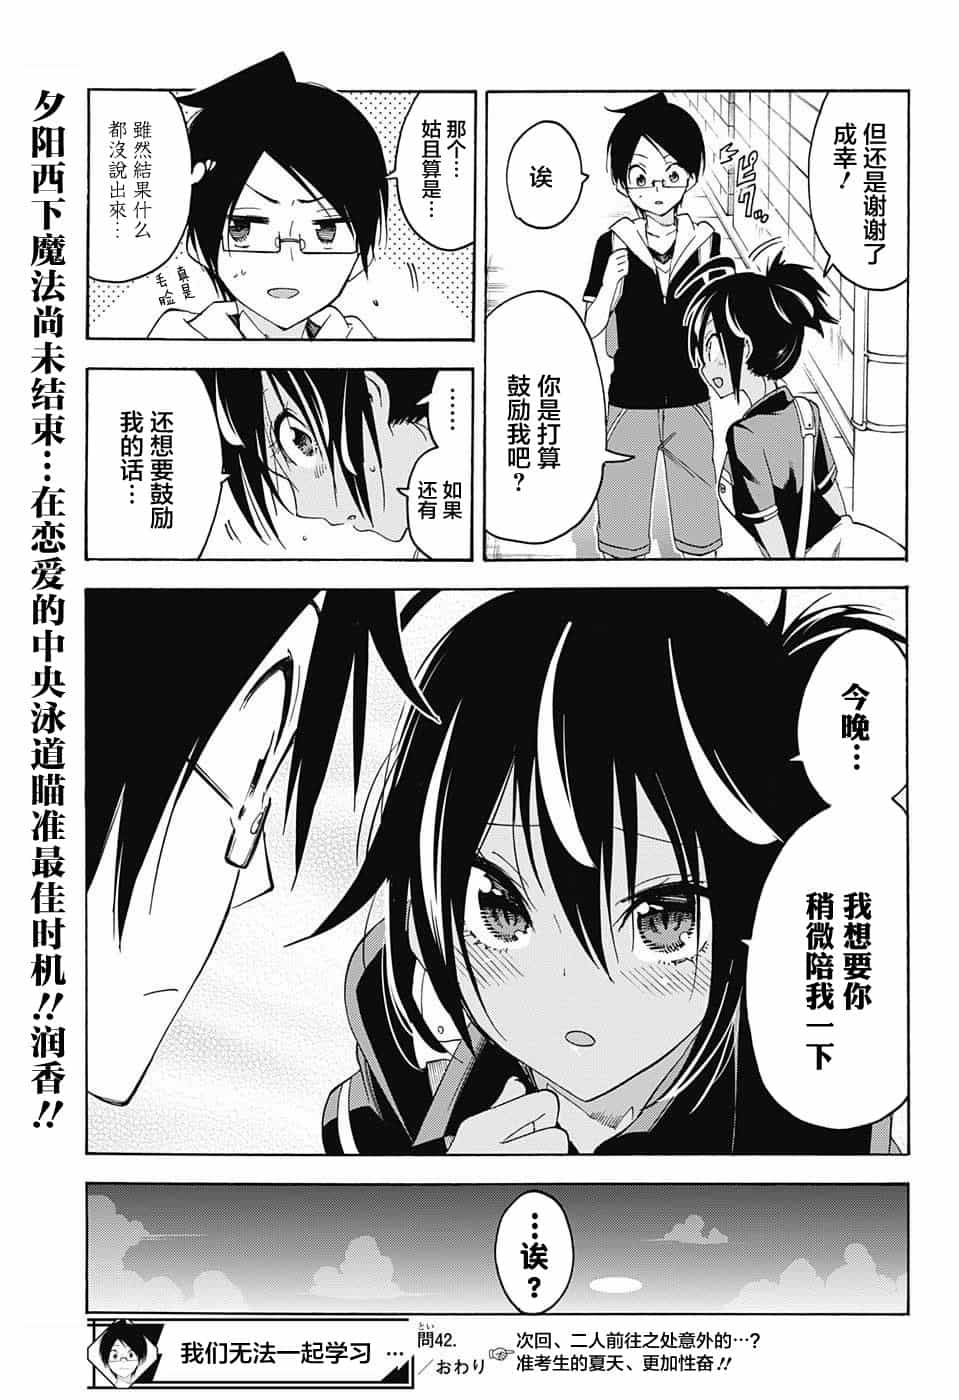 但还是谢谢了
成幸!
诶
你是打算
鼓励我吧?
那个…
姑且算是…
雖然結果什么
都沒說出來…
真是
毛脸
……
如果
还有
还想要鼓励
我的话…
今晚…
我想要你
稍微陪我一下
…诶?
夕阳西下魔法尚未结束…在恋爱的中央泳道瞄准最佳时机!!润香!!
我们无法一起学习 …
とい
問42.
／おわり
☞ 次回、二人前往之处意外的…?
准考生的夏天、更加性奋!!